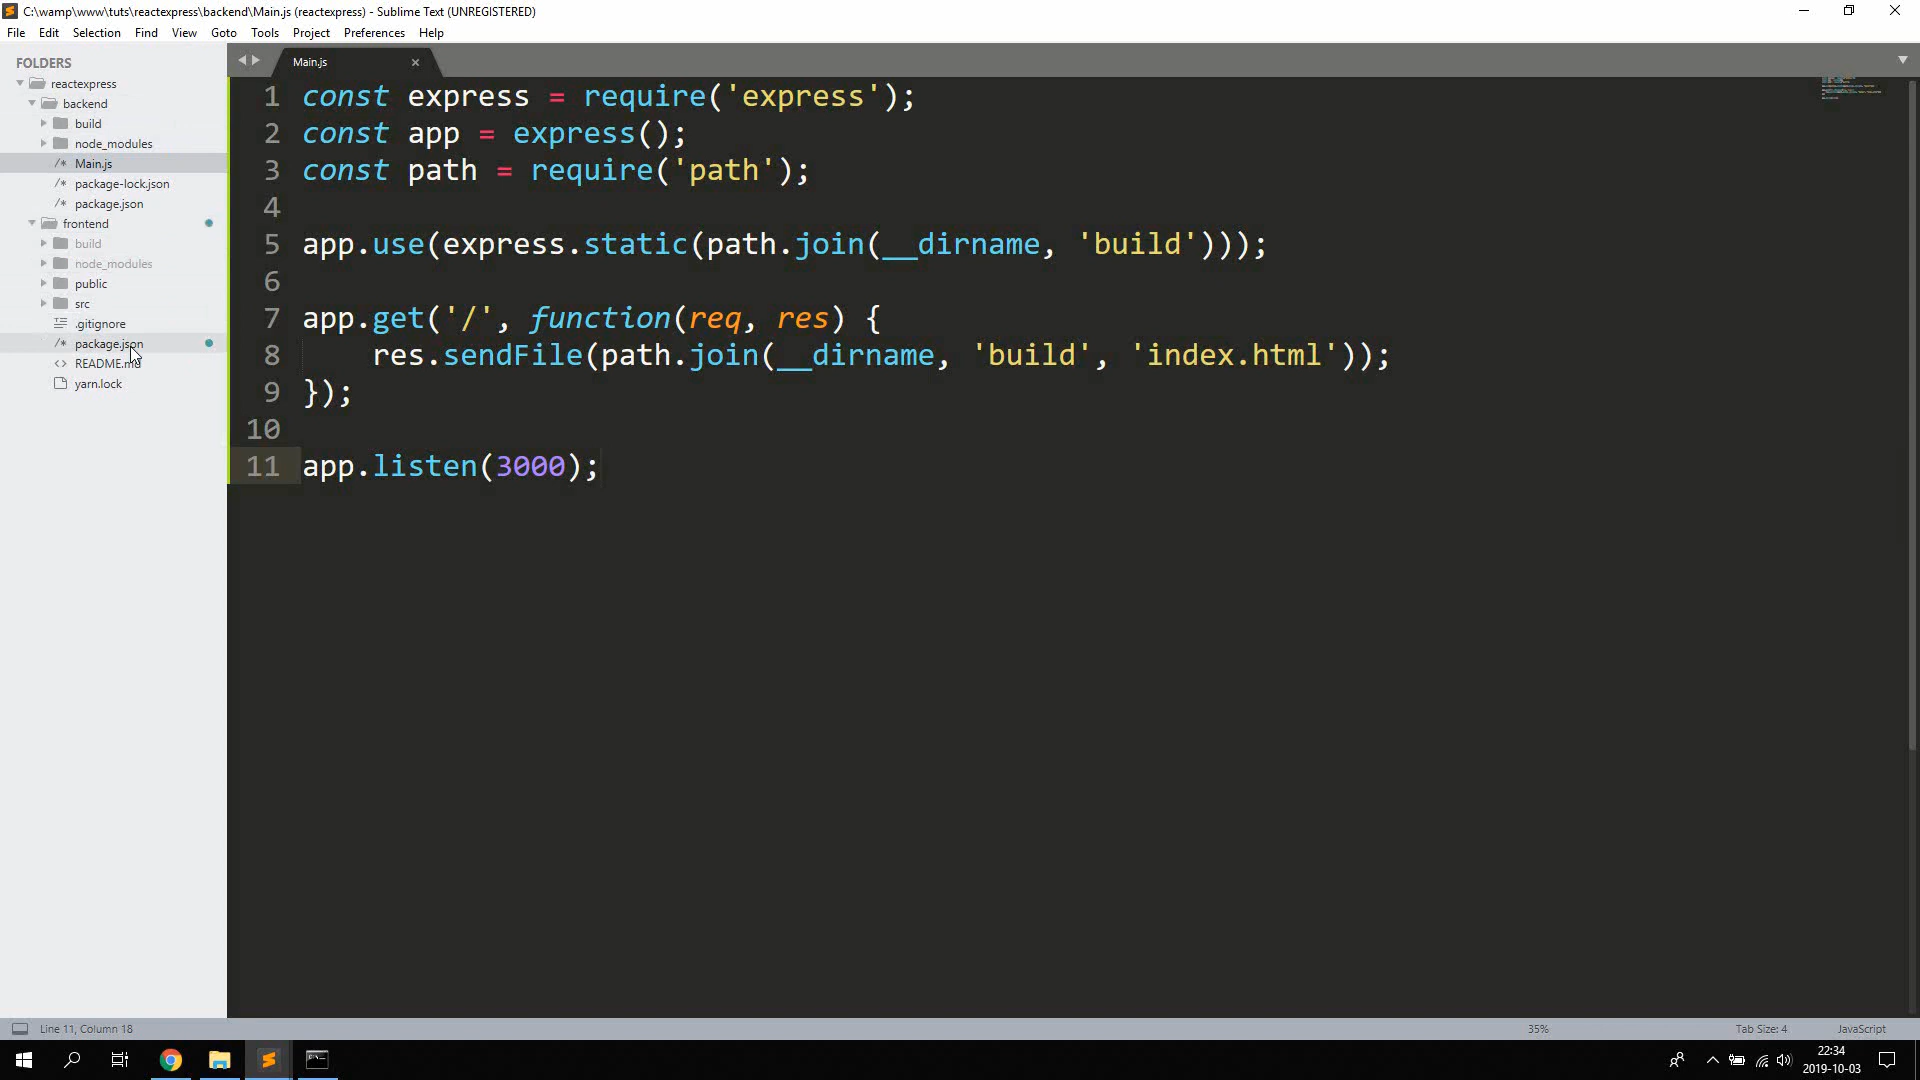 C:\wamp\www\tuts\reactexpress\backend\Main.js (reactexpress) - Sublime Text (UNREGISTERED)
File Edit Selection Find View Goto Tools Project Preferences Help
FOLDERS
reactexpress
backend
build
node_modules
/* Main.js
/* package-lock.json
/* package.json
frontend
build
node_modules
public
src
.gitignore
/* package.json
<> README.md
yarn.lock
Main.js ×
1 const express = require('express');
2 const app = express();
3 const path = require('path');
4
5 app.use(express.static(path.join(__dirname, 'build')));
6
7 app.get('/', function(req, res) {
8 res.sendFile(path.join(__dirname, 'build', 'index.html'));
9 });
10
11 app.listen(3000);
Line 11, Column 18 35% Tab Size: 4 JavaScript
22:34
2019-10-03